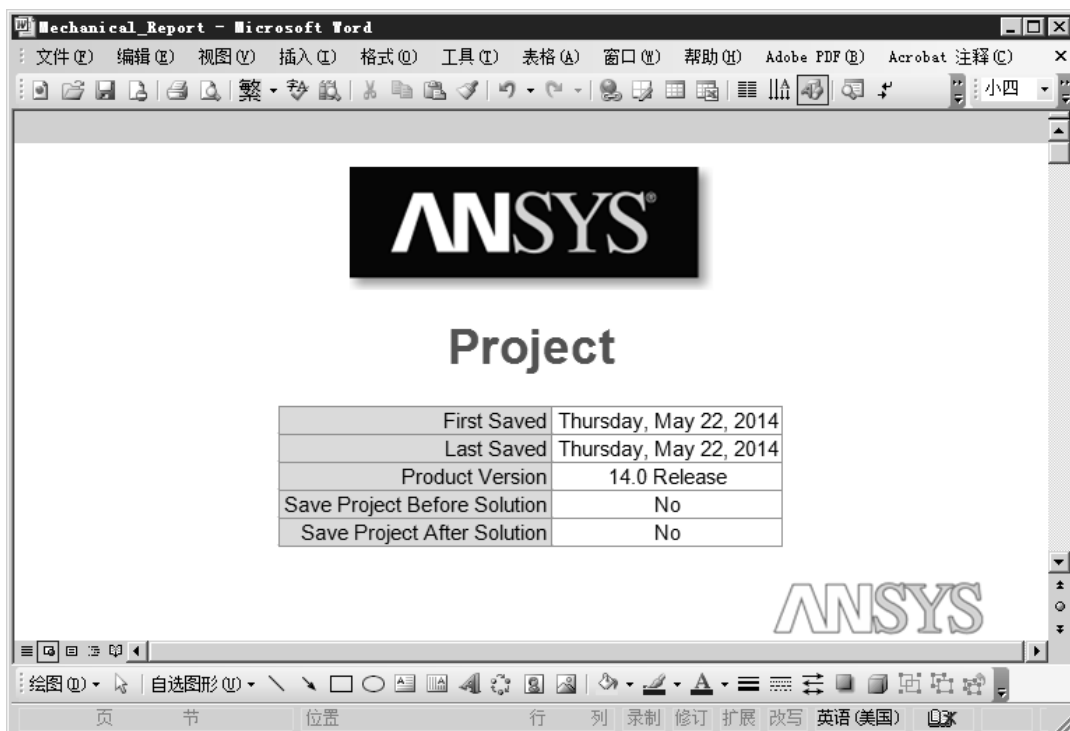 Mechanical_Report - Microsoft Word
文件(F) 编辑(E) 视图(V) 插入(I) 格式(O) 工具(T) 表格(A) 窗口(W) 帮助(H) Adobe PDF(B) Acrobat 注释(C)
繁 小四
ANSYS®
Project
First Saved Thursday, May 22, 2014
Last Saved Thursday, May 22, 2014
Product Version 14.0 Release
Save Project Before Solution No
Save Project After Solution No
ANSYS
绘图(D) 自选图形(U)
页 节 位置 行 列 录制 修订 扩展 改写 英语(美国)